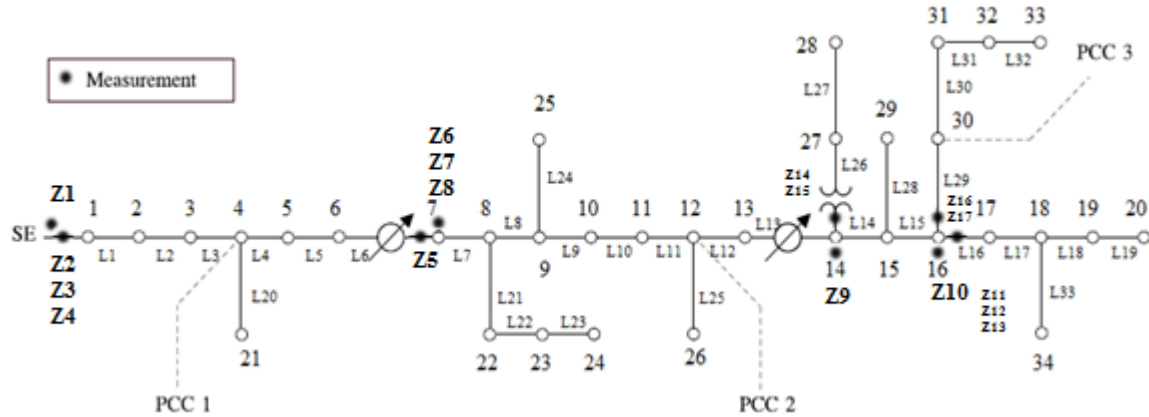 31 32 33
28
L31 L32
PCC 3
Measurement
L27
L30
25
29
30
Z6
Z7
Z8
27
Z14
Z15
L26
L24
L28
L29
Z1
Z16
Z17
SE
1 2 3 4 5 6 7 8 10 11 12 13 17 18 19 20
L1 L2 L3 L4 L5 L6 L7 L8 L9 L10 L11 L12 L13 L14 L15 L16 L17 L18 L19
Z5
9
14 15 16
Z2
Z3
Z4
Z9
Z10
Z11
Z12
Z13
L20
L21
L25
L33
L22 L23
21
22 23 24
26
34
PCC 1
PCC 2